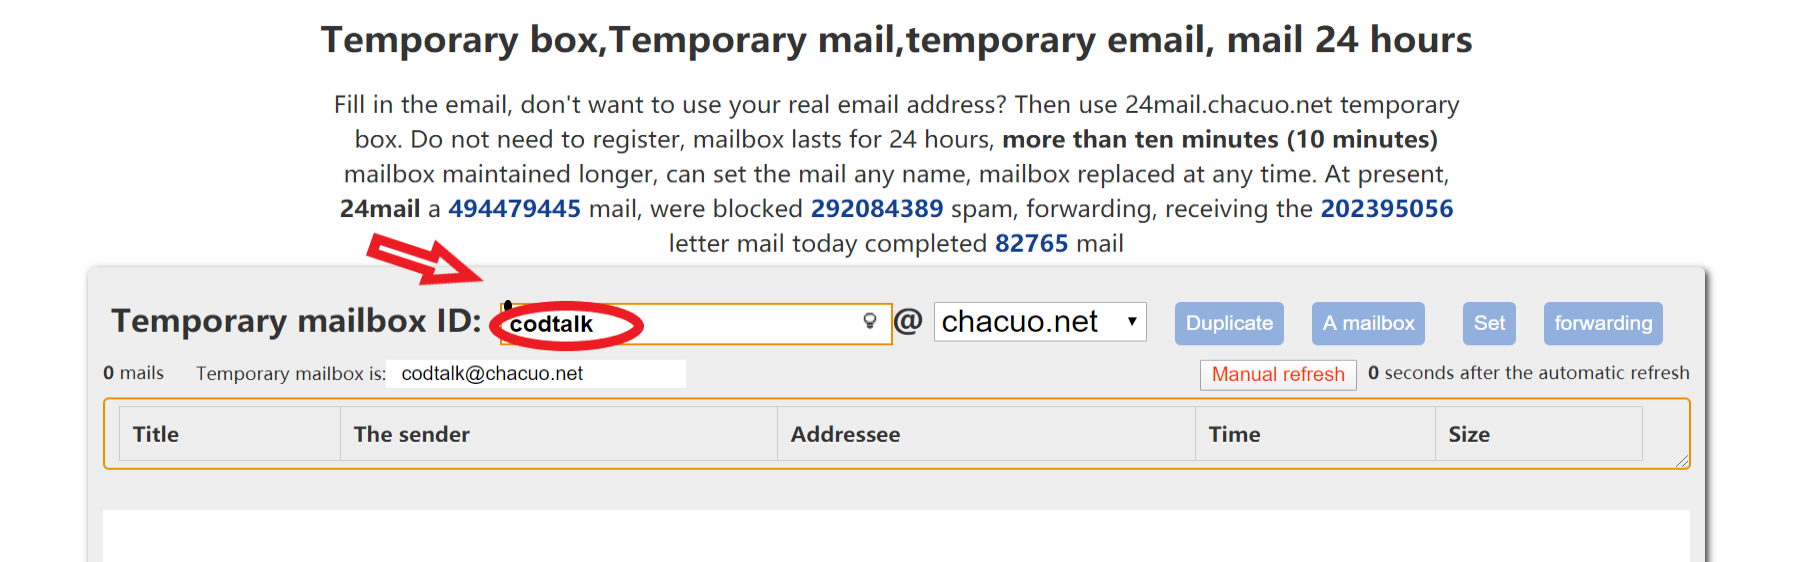 Temporary box,Temporary mail,temporary email, mail 24 hours
Fill in the email, don't want to use your real email address? Then use 24mail.chacuo.net temporary
box. Do not need to register, mailbox lasts for 24 hours, more than ten minutes (10 minutes)
mailbox maintained longer, can set the mail any name, mailbox replaced at any time. At present,
24mail a 494479445 mail, were blocked 292084389 spam, forwarding, receiving the 202395056
letter mail today completed 82765 mail
Temporary mailbox ID: codtalk @ chacuo.net Duplicate A mailbox Set forwarding
0 mails Temporary mailbox is: codtalk@chacuo.net Manual refresh 0 seconds after the automatic refresh
Title The sender Addressee Time Size